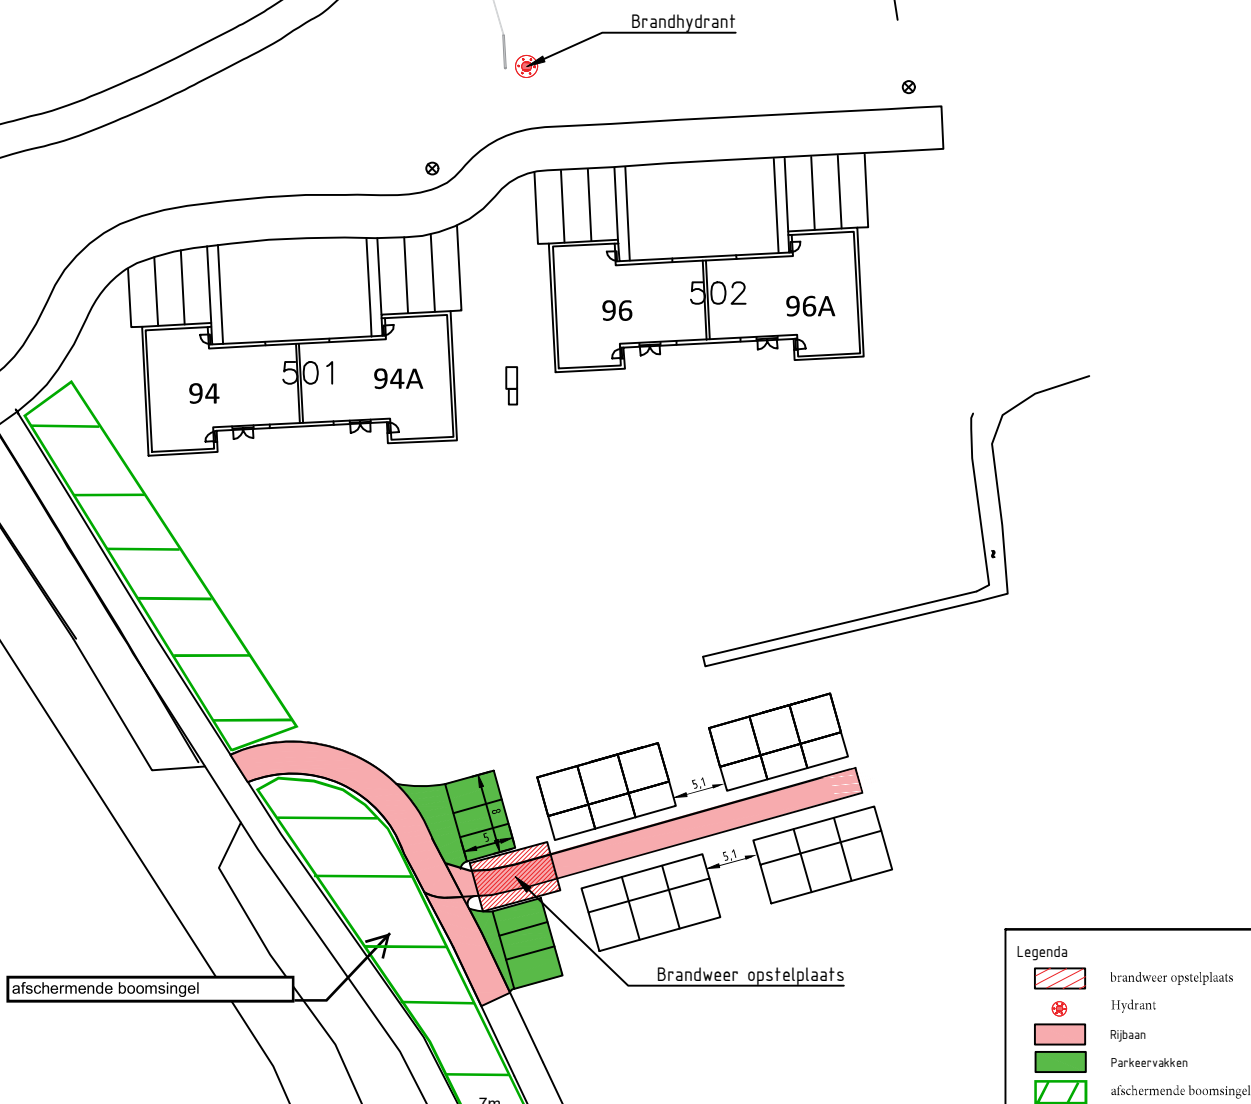 Brandhydrant
502
96
96A
501
94
94A
5,1
8
5
5,1
Brandweer opstelplaats
afschermende boomsingel
7m
Legenda
brandweer opstelplaats
Hydrant
Rijbaan
Parkeervakken
afschermende boomsingel